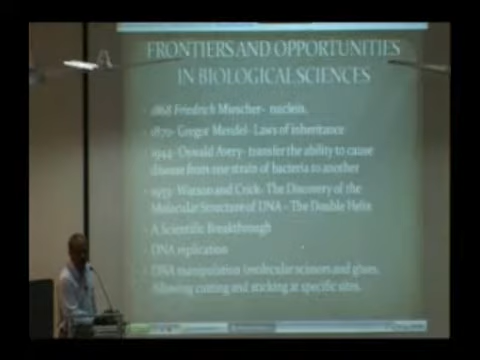 FRONTIERS AND OPPORTUNITIES
IN BIOLOGICAL SCIENCES
1868 Friedrich Miescher- nuclein.
1870- Gregor Mendel- Laws of inheritance
1944- Oswald Avery- transfer the ability to cause
disease from one strain of bacteria to another
1953- Watson and Crick- The Discovery of the
Molecular Structure of DNA - The Double Helix
A Scientific Breakthrough
DNA replication
DNA manipulation (molecular scissors and glues,
Allowing cutting and sticking at specific sites.